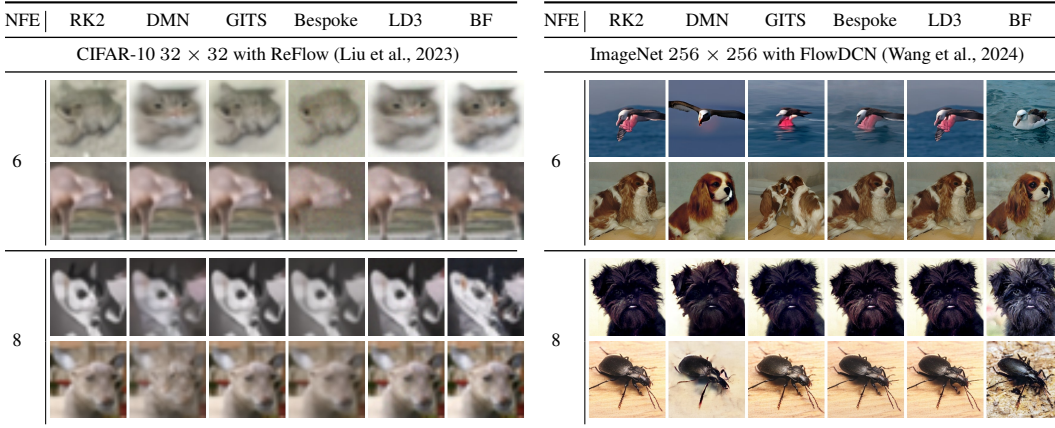 NFE RK2 DMN GITS Bespoke LD3 BF
CIFAR-10 32 × 32 with ReFlow (Liu et al., 2023)
6
8
NFE RK2 DMN GITS Bespoke LD3 BF
ImageNet 256 × 256 with FlowDCN (Wang et al., 2024)
6
8